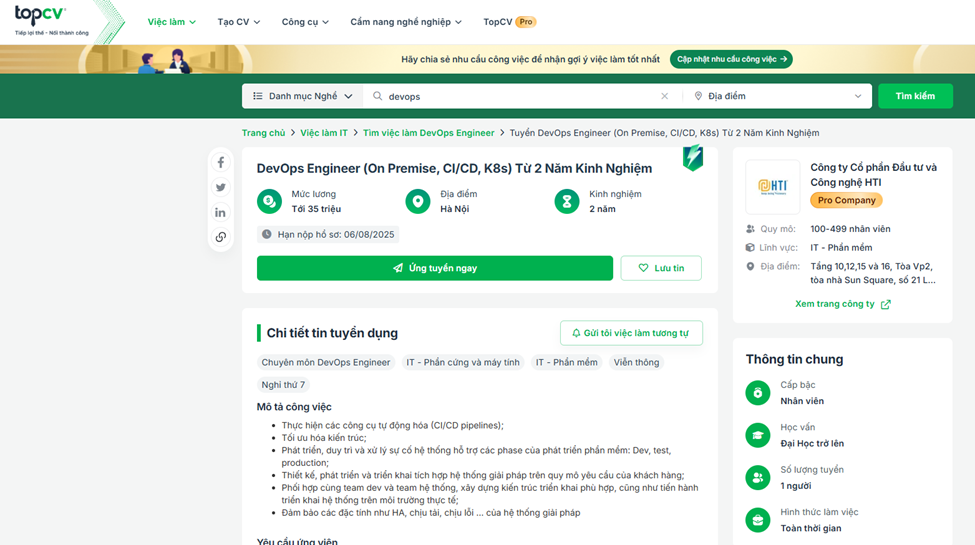 topcv
Tiếp lợi thế - Nối thành công
Việc làm
Tạo CV
Công cụ
Cẩm nang nghề nghiệp
TopCV Pro
Hãy chia sẻ nhu cầu công việc để nhận gợi ý việc làm tốt nhất
Cập nhật nhu cầu công việc →
Danh mục Nghề
devops
Địa điểm
Tìm kiếm
Trang chủ > Việc làm IT > Tìm việc làm DevOps Engineer > Tuyển DevOps Engineer (On Premise, CI/CD, K8s) Từ 2 Năm Kinh Nghiệm
DevOps Engineer (On Premise, CI/CD, K8s) Từ 2 Năm Kinh Nghiệm
Mức lương
Tới 35 triệu
Địa điểm
Hà Nội
Kinh nghiệm
2 năm
Hạn nộp hồ sơ: 06/08/2025
Ứng tuyển ngay
Lưu tin
Chi tiết tin tuyển dụng
Gửi tôi việc làm tương tự
Chuyên môn DevOps Engineer
IT - Phần cứng và máy tính
IT - Phần mềm
Viễn thông
Nghỉ thứ 7
Mô tả công việc
Thực hiện các công cụ tự động hóa (CI/CD pipelines);
Tối ưu hóa kiến trúc;
Phát triển, duy trì và xử lý sự cố hệ thống hỗ trợ các phase của phát triển phần mềm: Dev, test,
production;
Thiết kế, phát triển và triển khai tích hợp hệ thống giải pháp trên quy mô yêu cầu của khách hàng;
Phối hợp cùng team dev và team hệ thống, xây dựng kiến trúc triển khai phù hợp, cũng như tiến hành
triển khai hệ thống trên môi trường thực tế;
Đảm bảo các đặc tính như HA, chịu tải, chịu lỗi ... của hệ thống giải pháp
Yêu cầu ứng viên
HTI
Công ty Cổ phần Đầu tư và
Công nghệ HTI
Pro Company
Quy mô: 100-499 nhân viên
Lĩnh vực: IT - Phần mềm
Địa điểm: Tầng 10,12,15 và 16, Tòa Vp2,
tòa nhà Sun Square, số 21 L...
Xem trang công ty
Thông tin chung
Cấp bậc
Nhân viên
Học vấn
Đại Học trở lên
Số lượng tuyển
1 người
Hình thức làm việc
Toàn thời gian